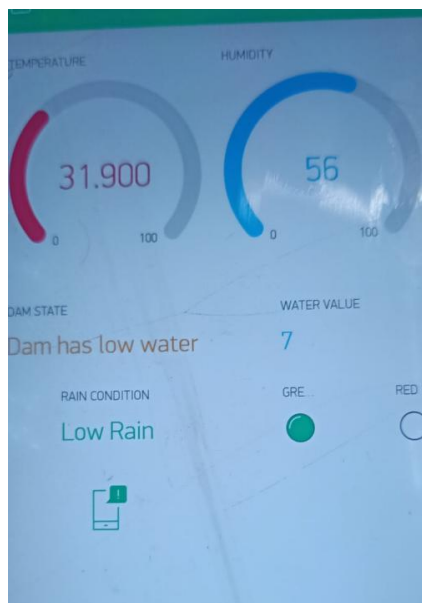 TEMPERATURE
HUMIDITY
31.900
56
0
100
0
100
DAM STATE
WATER VALUE
Dam has low water
7
RAIN CONDITION
GRE...
RED
Low Rain
!